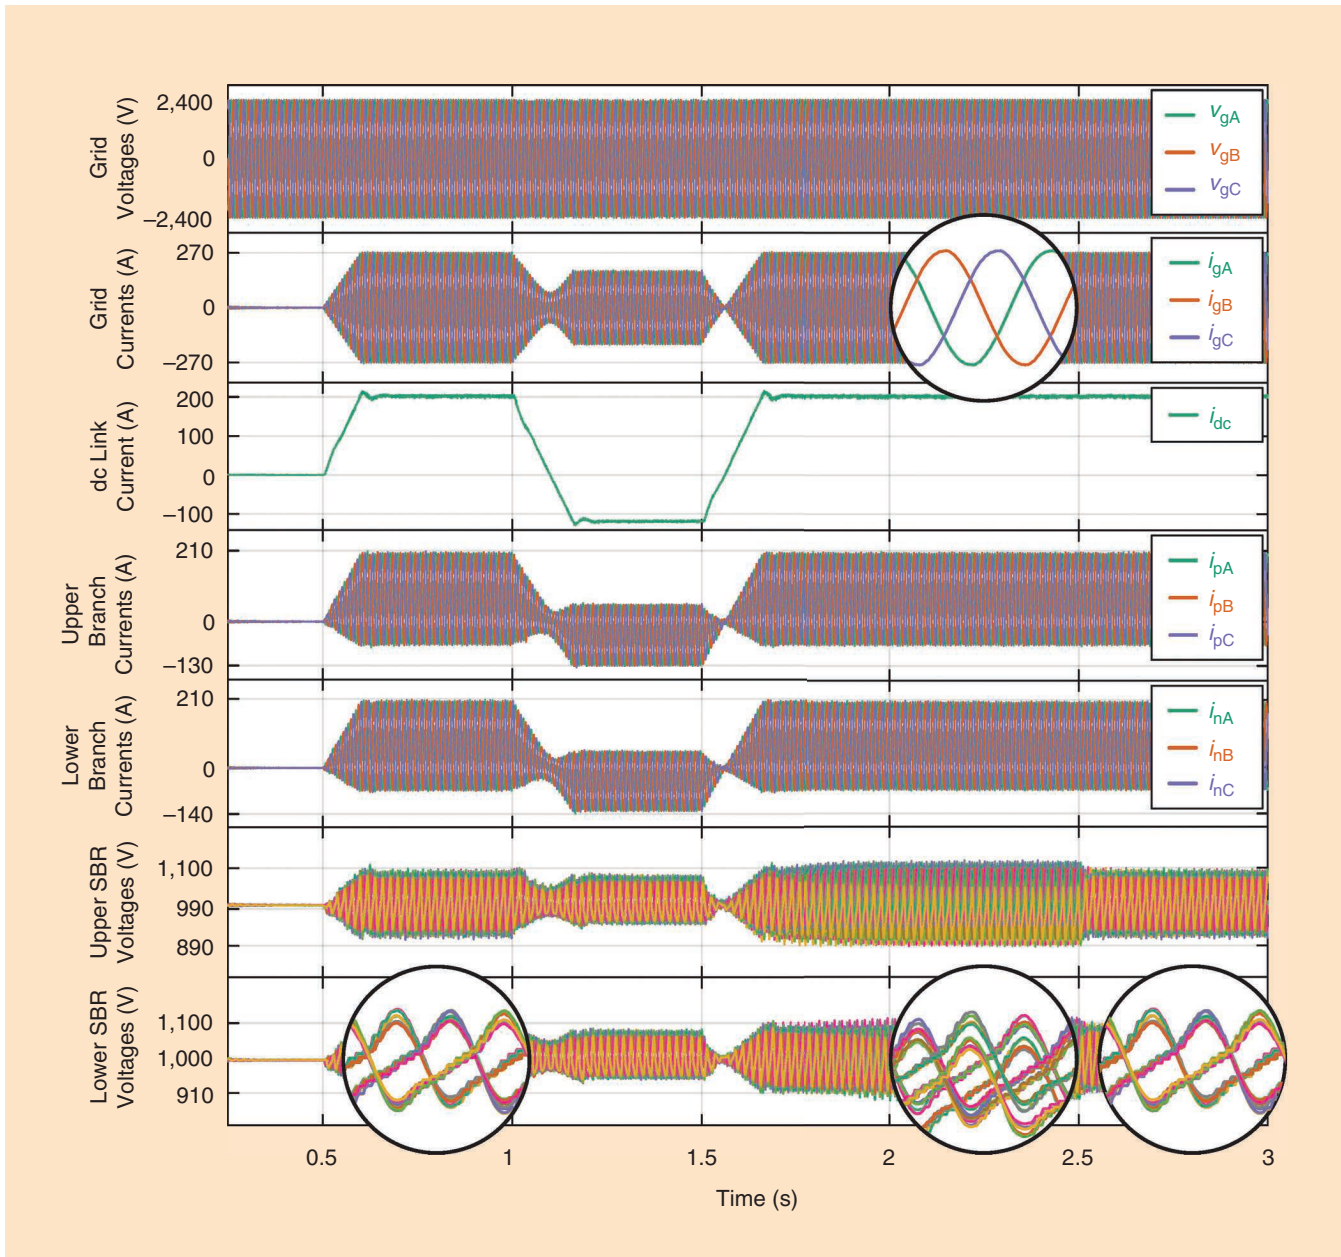 Grid
Voltages (V)
2,400
0
–2,400
vgA
vgB
vgC
Grid
Currents (A)
270
0
–270
igA
igB
igC
dc Link
Current (A)
200
100
0
–100
idc
Upper
Branch
Currents (A)
210
0
–130
ipA
ipB
ipC
Lower
Branch
Currents (A)
210
0
–140
inA
inB
inC
Upper SBR
Voltages (V)
1,100
990
890
Lower SBR
Voltages (V)
1,100
1,000
910
0.5 1 1.5 2 2.5 3
Time (s)